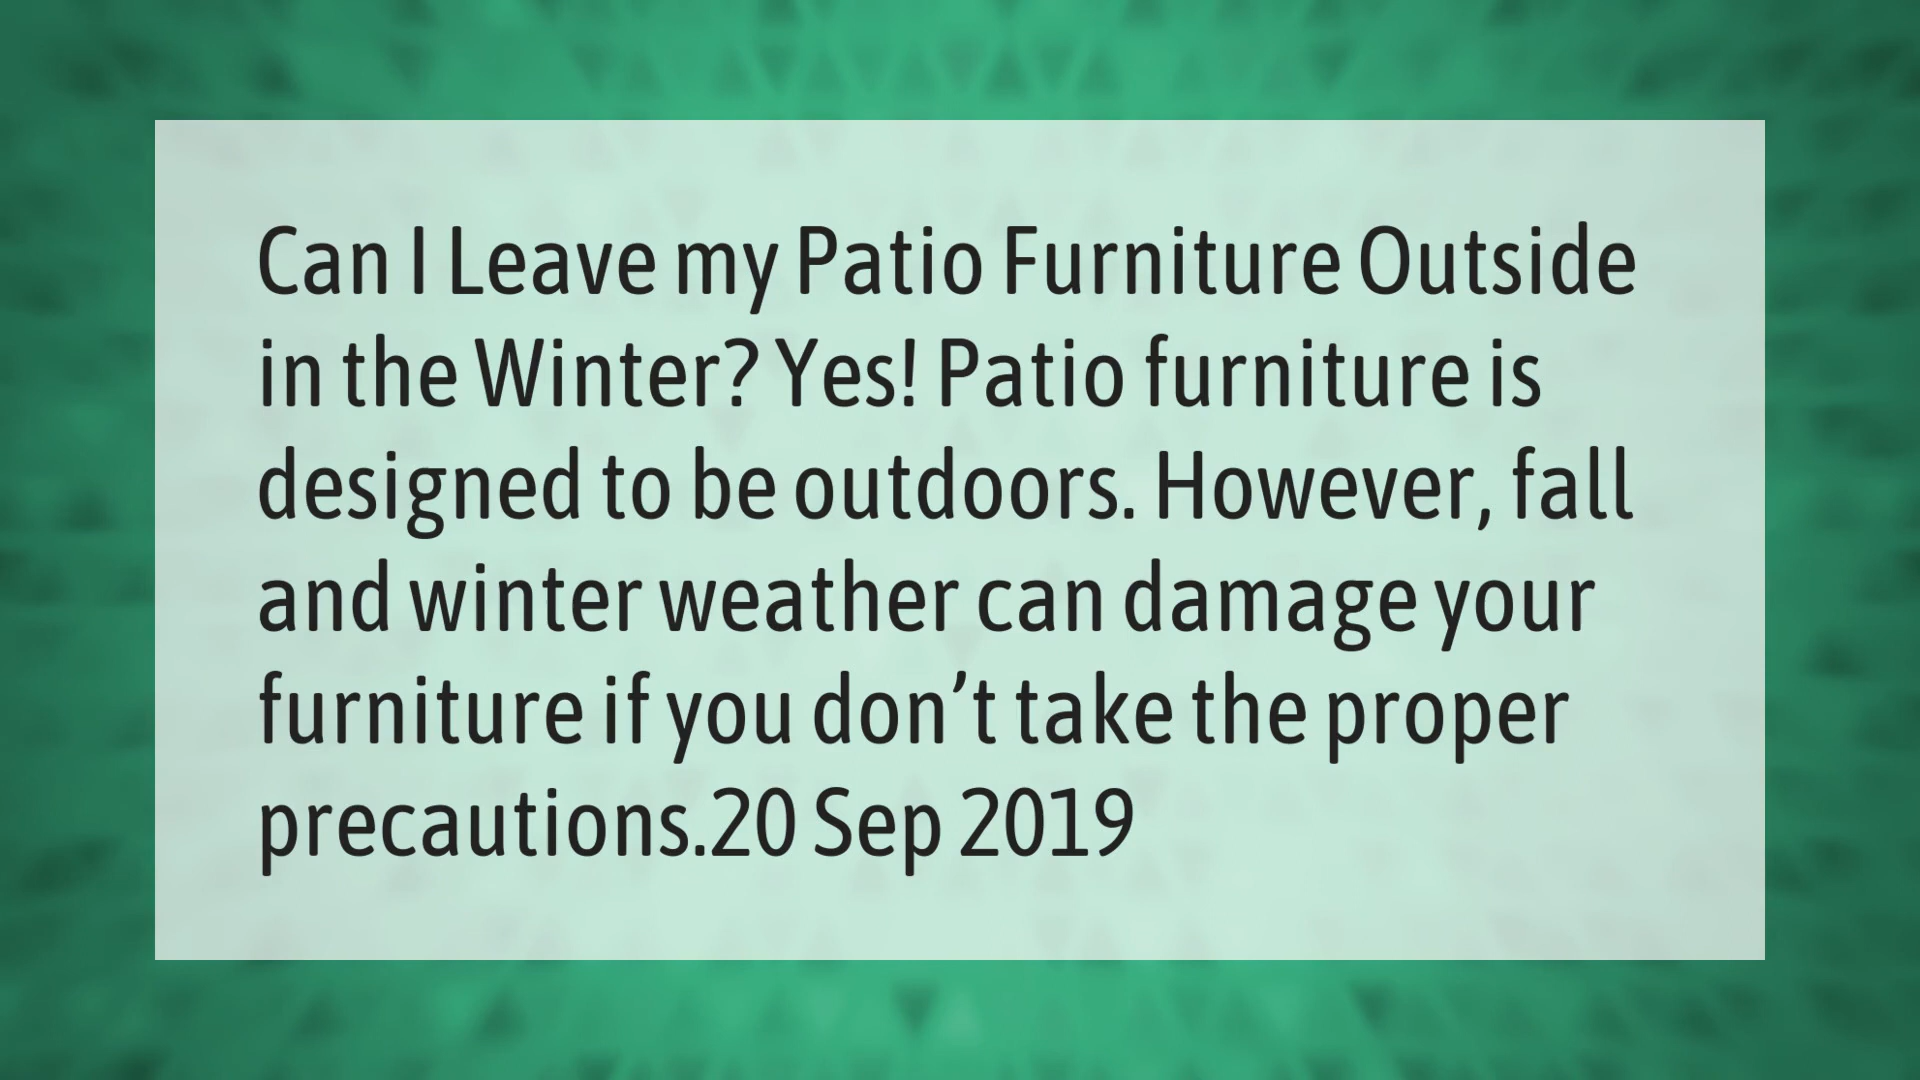 Can I Leave my Patio Furniture Outside
in the Winter? Yes! Patio furniture is
designed to be outdoors. However, fall
and winter weather can damage your
furniture if you don’t take the proper
precautions.20 Sep 2019